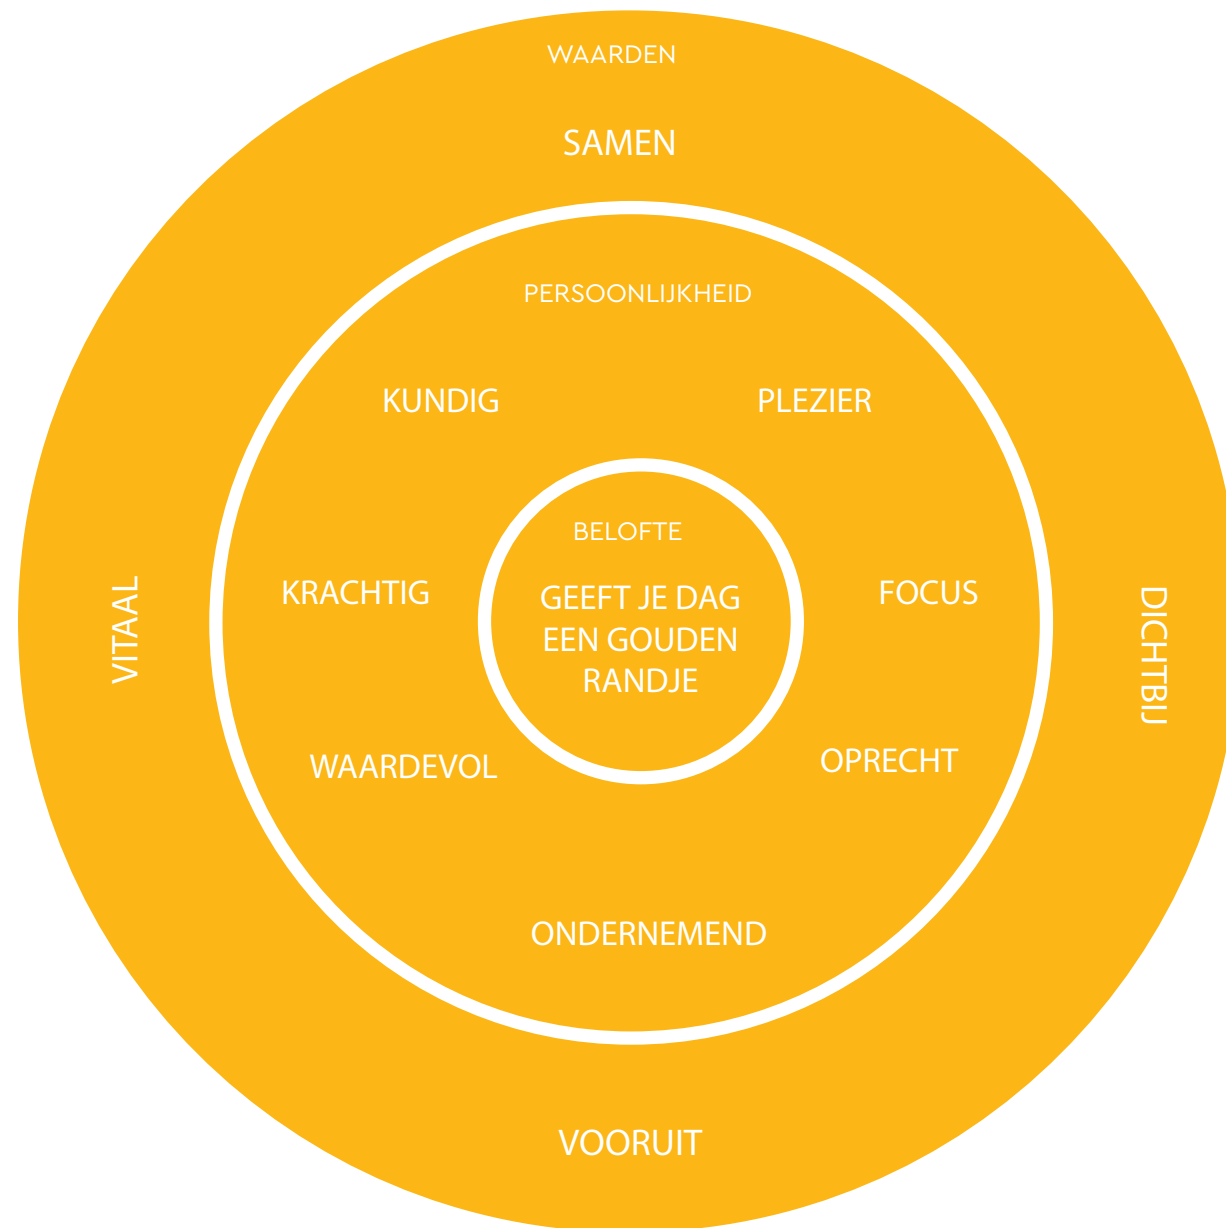 WAARDEN
SAMEN
PERSOONLIJKHEID
KUNDIG
PLEZIER
BELOFTE
GEEFT JE DAG
EEN GOUDEN
RANDJE
KRACHTIG
FOCUS
VITAAL
DICHTBIJ
WAARDEVOL
OPRECHT
ONDERNEMEND
VOORUIT